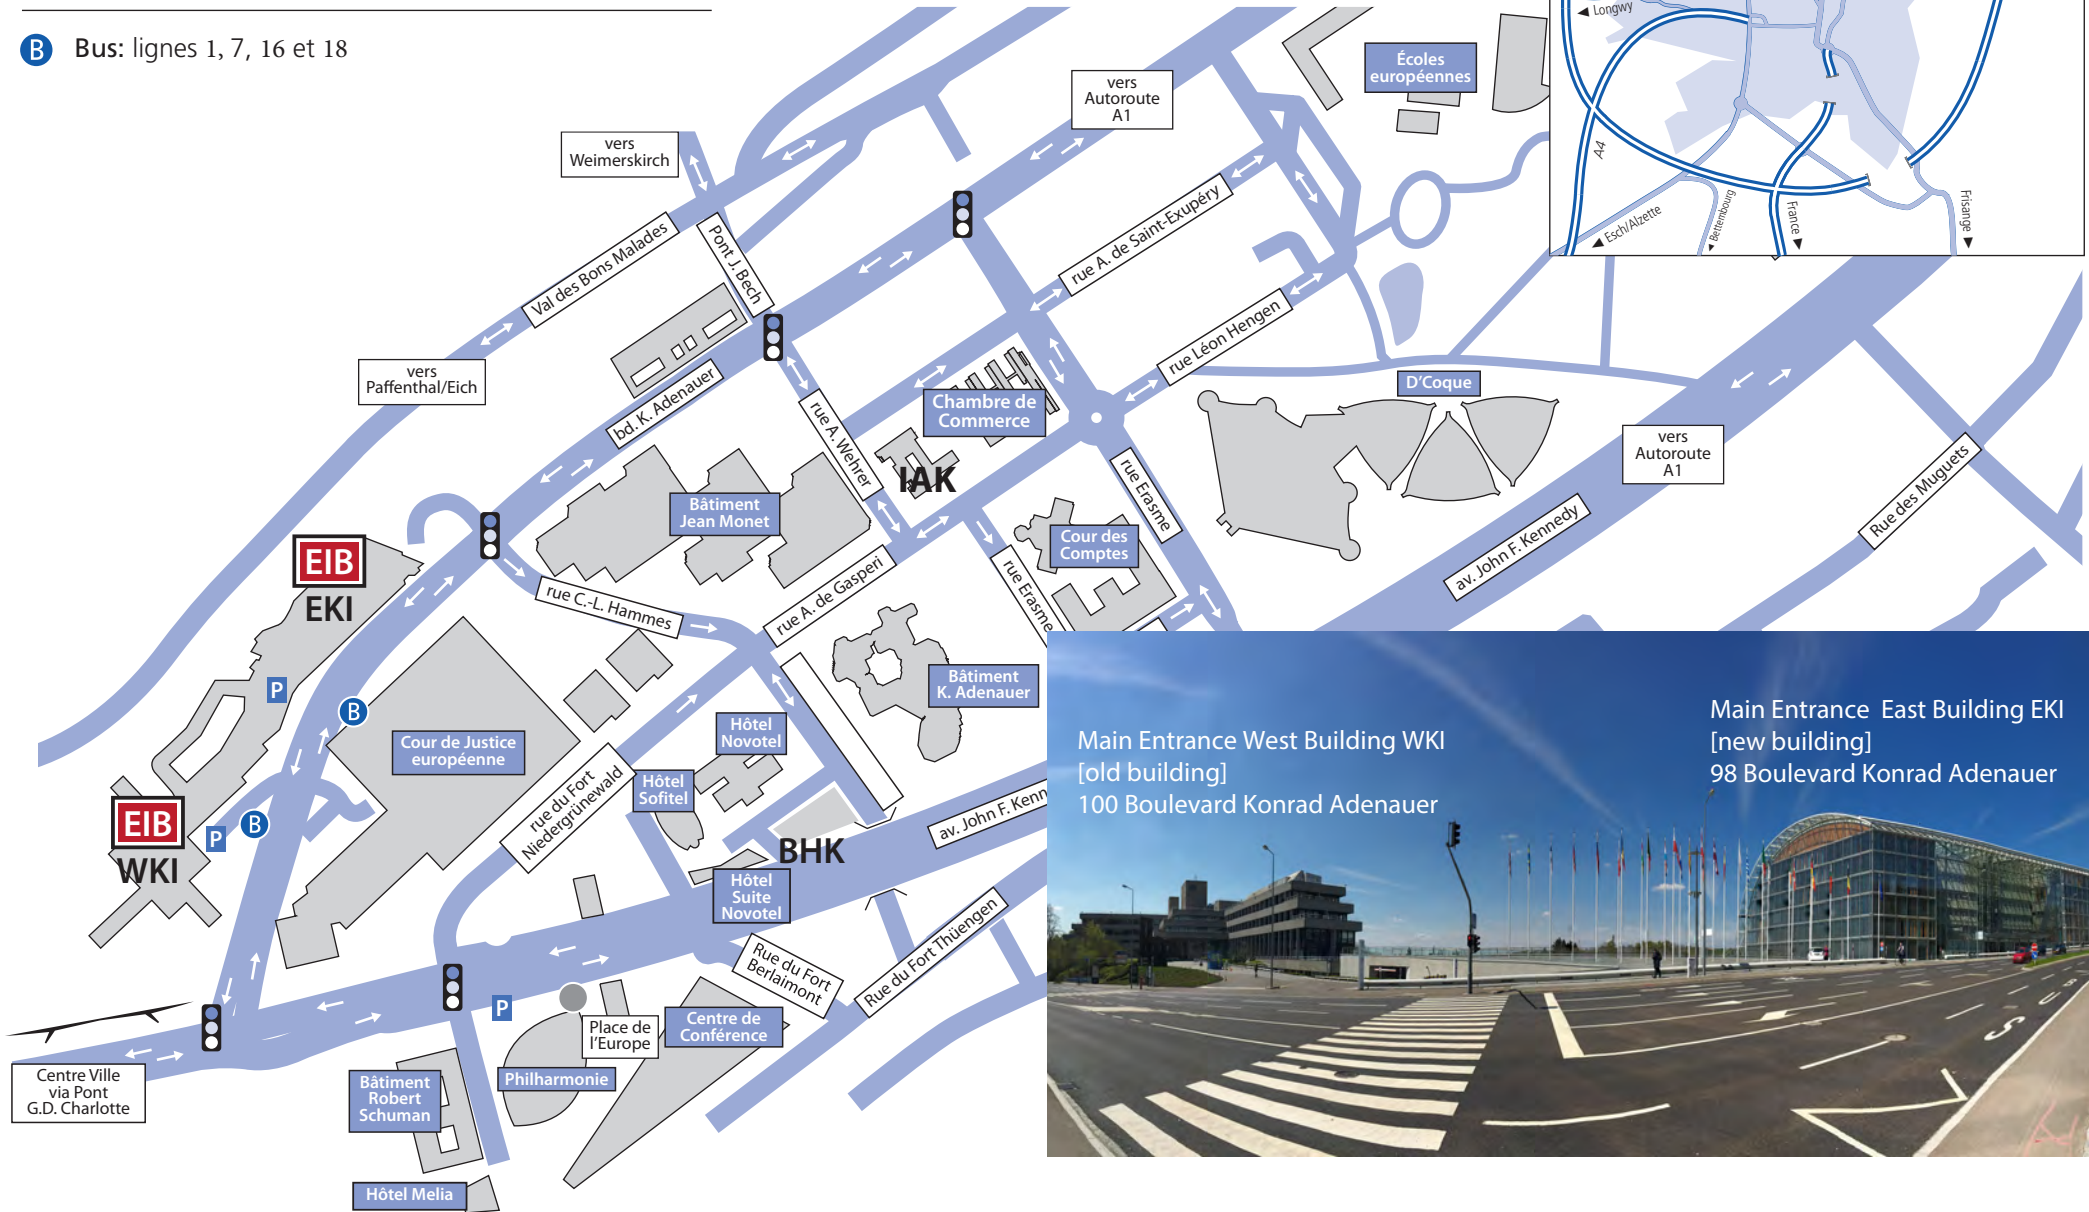 B Bus: lignes 1, 7, 16 et 18
Longwy
A4
Esch/Alzette
Bettembourg
France
Frisange
Écoles
européennes
vers
Autoroute
A1
vers
Weimerskirch
Val des Bons Malades
Pont J. Bech
rue A. de Saint-Exupéry
rue Léon Hengen
vers
Paffenthal/Eich
bd. K. Adenauer
rue A. Wehrer
Chambre de
Commerce
IAK
D'Coque
vers
Autoroute
A1
Rue des Muguets
rue Erasme
av. John F. Kennedy
Bâtiment
Jean Monet
Cour des
Comptes
EIB
EKI
rue C.-L. Hammes
rue A. de Gasperi
rue Erasme
Bâtiment
K. Adenauer
P
B
Cour de Justice
européenne
Hôtel
Novotel
Hôtel
Sofitel
rue du Fort
Niedergrünewald
EIB
WKI
P
B
BHK
av. John F. Kenn
Hôtel
Suite
Novotel
Rue du Fort
Berlaimont
Rue du Fort Thüengen
P
Place de
l'Europe
Centre de
Conférence
Philharmonie
Centre Ville
via Pont
G.D. Charlotte
Bâtiment
Robert
Schuman
Hôtel Melia
Main Entrance West Building WKI
[old building]
100 Boulevard Konrad Adenauer
Main Entrance East Building EKI
[new building]
98 Boulevard Konrad Adenauer
BUS